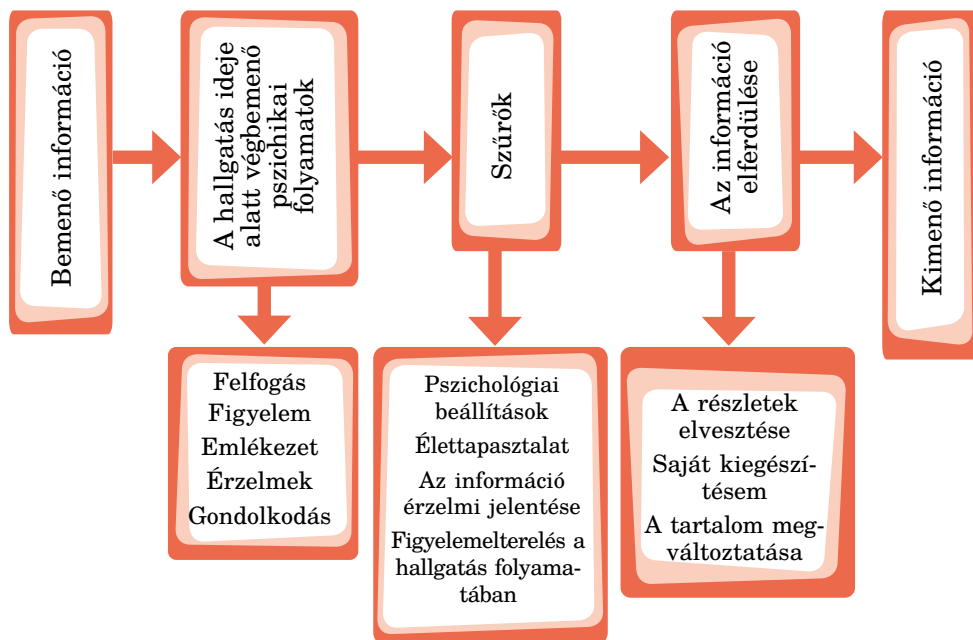 Bemenő információ
A hallgatás ideje
alatt végbemenő
pszichikai
folyamatok
Szűrők
Az információ
elferdülése
Kimenő információ
Felfogás
Figyelem
Emlékezet
Érzelmek
Gondolkodás
Pszichológiai
beállítások
Élettapasztalat
Az információ
érzelmi jelentése
Figyelemelterelés a
hallgatás folyama-
tában
A részletek
elvesztése
Saját kiegészí-
tésem
A tartalom meg-
változtatása